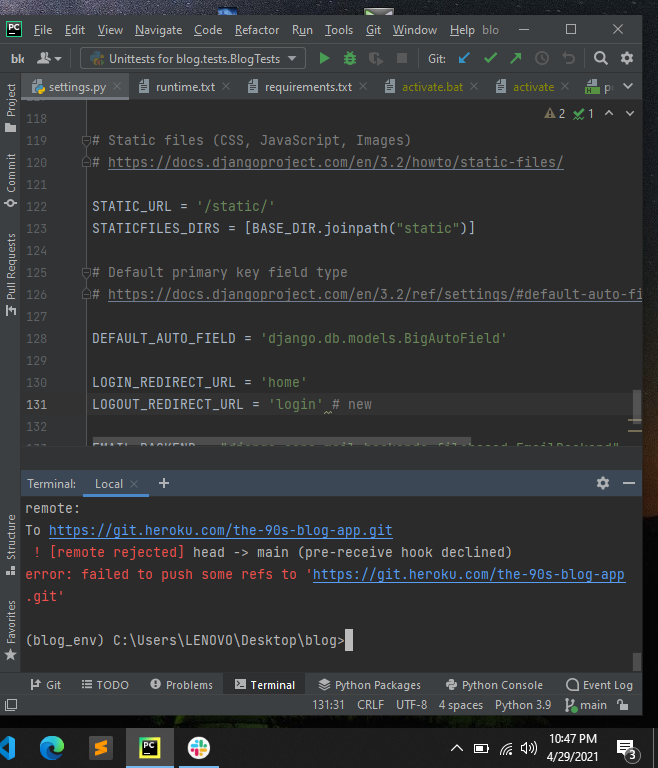 PC File Edit View Navigate Code Refactor Run Tools Git Window Help blo
blo Unittests for blog.tests.BlogTests Git:
settings.py runtime.txt requirements.txt activate.bat activate
118 2 1
119 # Static files (CSS, JavaScript, Images)
120 # https://docs.djangoproject.com/en/3.2/howto/static-files/
121
122 STATIC_URL = '/static/'
123 STATICFILES_DIRS = [BASE_DIR.joinpath("static")]
124
125 # Default primary key field type
126 # https://docs.djangoproject.com/en/3.2/ref/settings/#default-auto-fi
127
128 DEFAULT_AUTO_FIELD = 'django.db.models.BigAutoField'
129
130 LOGIN_REDIRECT_URL = 'home'
131 LOGOUT_REDIRECT_URL = 'login' # new
132
Project
Commit
Pull Requests
Structure
Favorites
Terminal: Local
remote:
To https://git.heroku.com/the-90s-blog-app.git
! [remote rejected] head -> main (pre-receive hook declined)
error: failed to push some refs to 'https://git.heroku.com/the-90s-blog-app
.git'
(blog_env) C:\Users\LENOVO\Desktop\blog>
Git TODO Problems Terminal Python Packages Python Console Event Log
131:31 CRLF UTF-8 4 spaces Python 3.9 main
PC
10:47 PM
4/29/2021
3